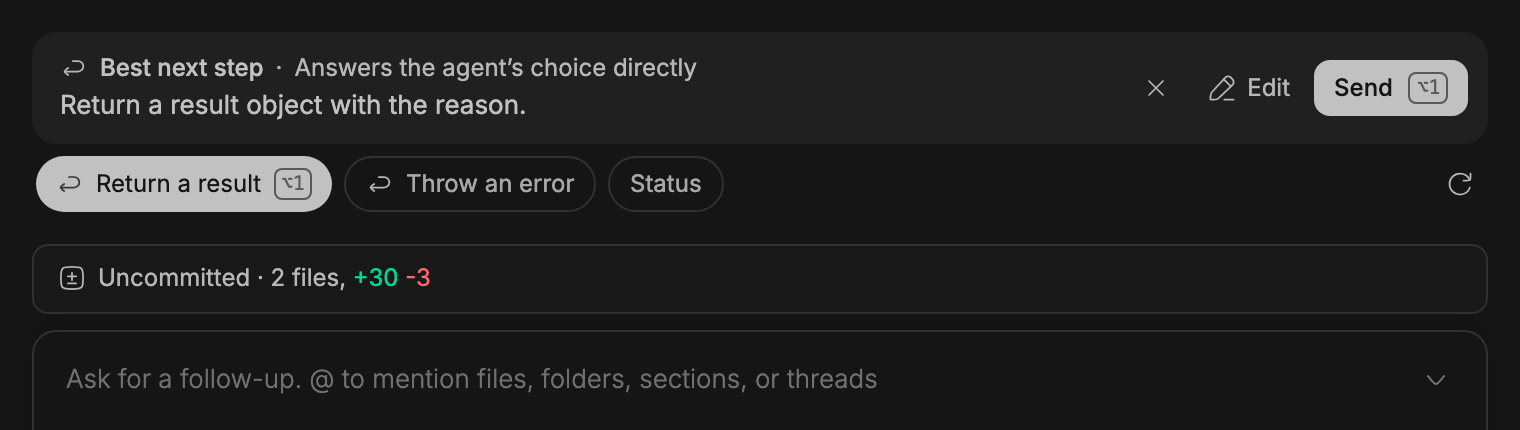 Best next step · Answers the agent’s choice directly
Return a result object with the reason.
Edit
Send ⌥1
Return a result ⌥1
Throw an error
Status
Uncommitted · 2 files, +30 -3
Ask for a follow-up. @ to mention files, folders, sections, or threads